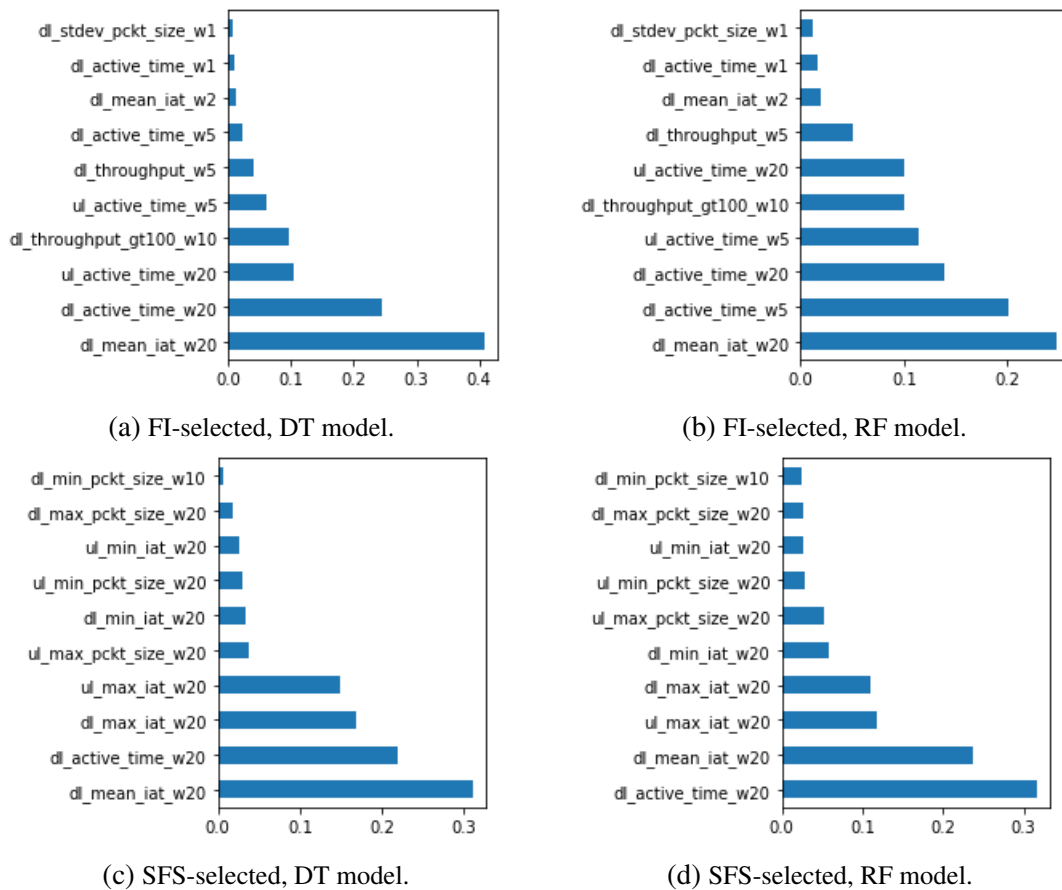 dl_stdev_pckt_size_w1
dl_active_time_w1
dl_mean_iat_w2
dl_active_time_w5
dl_throughput_w5
ul_active_time_w5
dl_throughput_gt100_w10
ul_active_time_w20
dl_active_time_w20
dl_mean_iat_w20
0.0 0.1 0.2 0.3 0.4
(a) FI-selected, DT model.
dl_stdev_pckt_size_w1
dl_active_time_w1
dl_mean_iat_w2
dl_throughput_w5
ul_active_time_w20
dl_throughput_gt100_w10
ul_active_time_w5
dl_active_time_w20
dl_active_time_w5
dl_mean_iat_w20
0.0 0.1 0.2
(b) FI-selected, RF model.
dl_min_pckt_size_w10
dl_max_pckt_size_w20
ul_min_iat_w20
ul_min_pckt_size_w20
dl_min_iat_w20
ul_max_pckt_size_w20
ul_max_iat_w20
dl_max_iat_w20
dl_active_time_w20
dl_mean_iat_w20
0.0 0.1 0.2 0.3
(c) SFS-selected, DT model.
dl_min_pckt_size_w10
dl_max_pckt_size_w20
ul_min_iat_w20
ul_min_pckt_size_w20
ul_max_pckt_size_w20
dl_min_iat_w20
dl_max_iat_w20
ul_max_iat_w20
dl_mean_iat_w20
dl_active_time_w20
0.0 0.1 0.2 0.3
(d) SFS-selected, RF model.